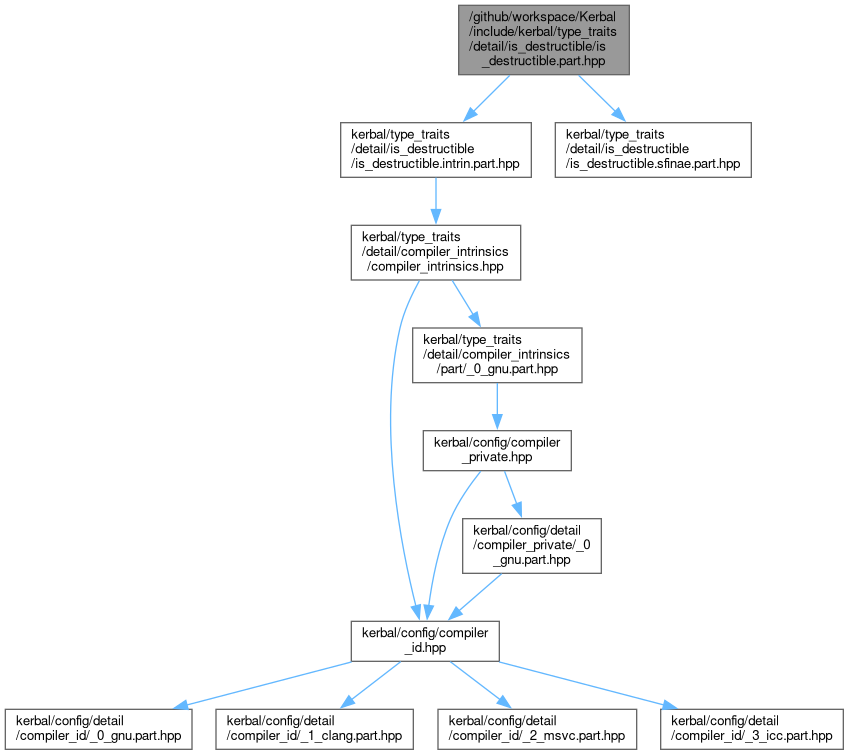 /github/workspace/Kerbal
/include/kerbal/type_traits
/detail/is_destructible/is
_destructible.part.hpp
kerbal/type_traits
/detail/is_destructible
/is_destructible.intrin.part.hpp
kerbal/type_traits
/detail/is_destructible
/is_destructible.sfinae.part.hpp
kerbal/type_traits
/detail/compiler_intrinsics
/compiler_intrinsics.hpp
kerbal/type_traits
/detail/compiler_intrinsics
/part/_0_gnu.part.hpp
kerbal/config/compiler
_private.hpp
kerbal/config/detail
/compiler_private/_0
_gnu.part.hpp
kerbal/config/compiler
_id.hpp
kerbal/config/detail
/compiler_id/_0_gnu.part.hpp
kerbal/config/detail
/compiler_id/_1_clang.part.hpp
kerbal/config/detail
/compiler_id/_2_msvc.part.hpp
kerbal/config/detail
/compiler_id/_3_icc.part.hpp